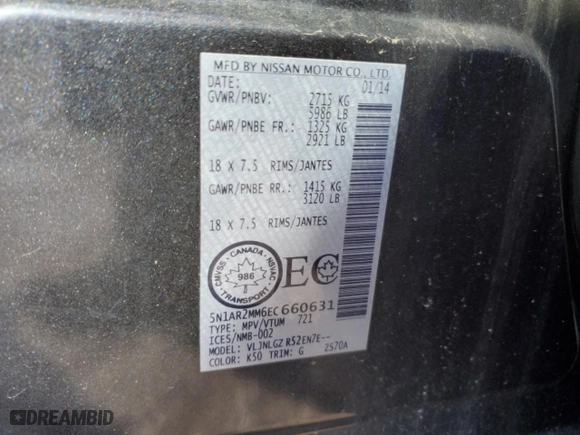 MFD BY NISSAN MOTOR CO., LTD.
DATE: 01/14
GVWR/PNBV: 2715 KG
5986 LB
GAWR/PNBE FR.: 1325 KG
2921 LB
18 X 7.5 RIMS/JANTES
GAWR/PNBE RR.: 1415 KG
3120 LB
18 X 7.5 RIMS/JANTES
CMVSS · CANADA · NSVAC
986
EC
5N1AR2MM6EC660631
TYPE: MPV/VTUM 721
ICES/NMB-002
MODEL: VLJNLGZ R52EN7E--
COLOR: K50 TRIM: G 2570A
DREAMBID